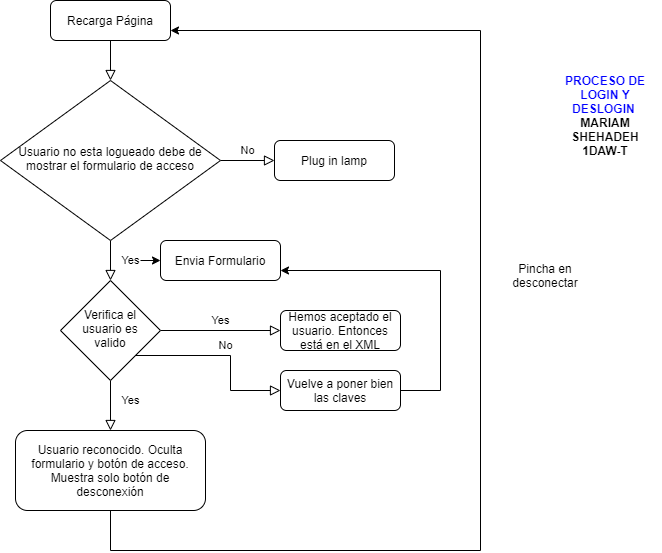 Recarga Página
PROCESO DE
LOGIN Y
DESLOGIN
MARIAM
SHEHADEH
1DAW-T
Usuario no esta logueado debe de
mostrar el formulario de acceso
No
Plug in lamp
Yes
Envia Formulario
Pincha en
desconectar
Verifica el
usuario es
valido
Yes
Hemos aceptado el
usuario. Entonces
está en el XML
No
Vuelve a poner bien
las claves
Yes
Usuario reconocido. Oculta
formulario y botón de acceso.
Muestra solo botón de
desconexión